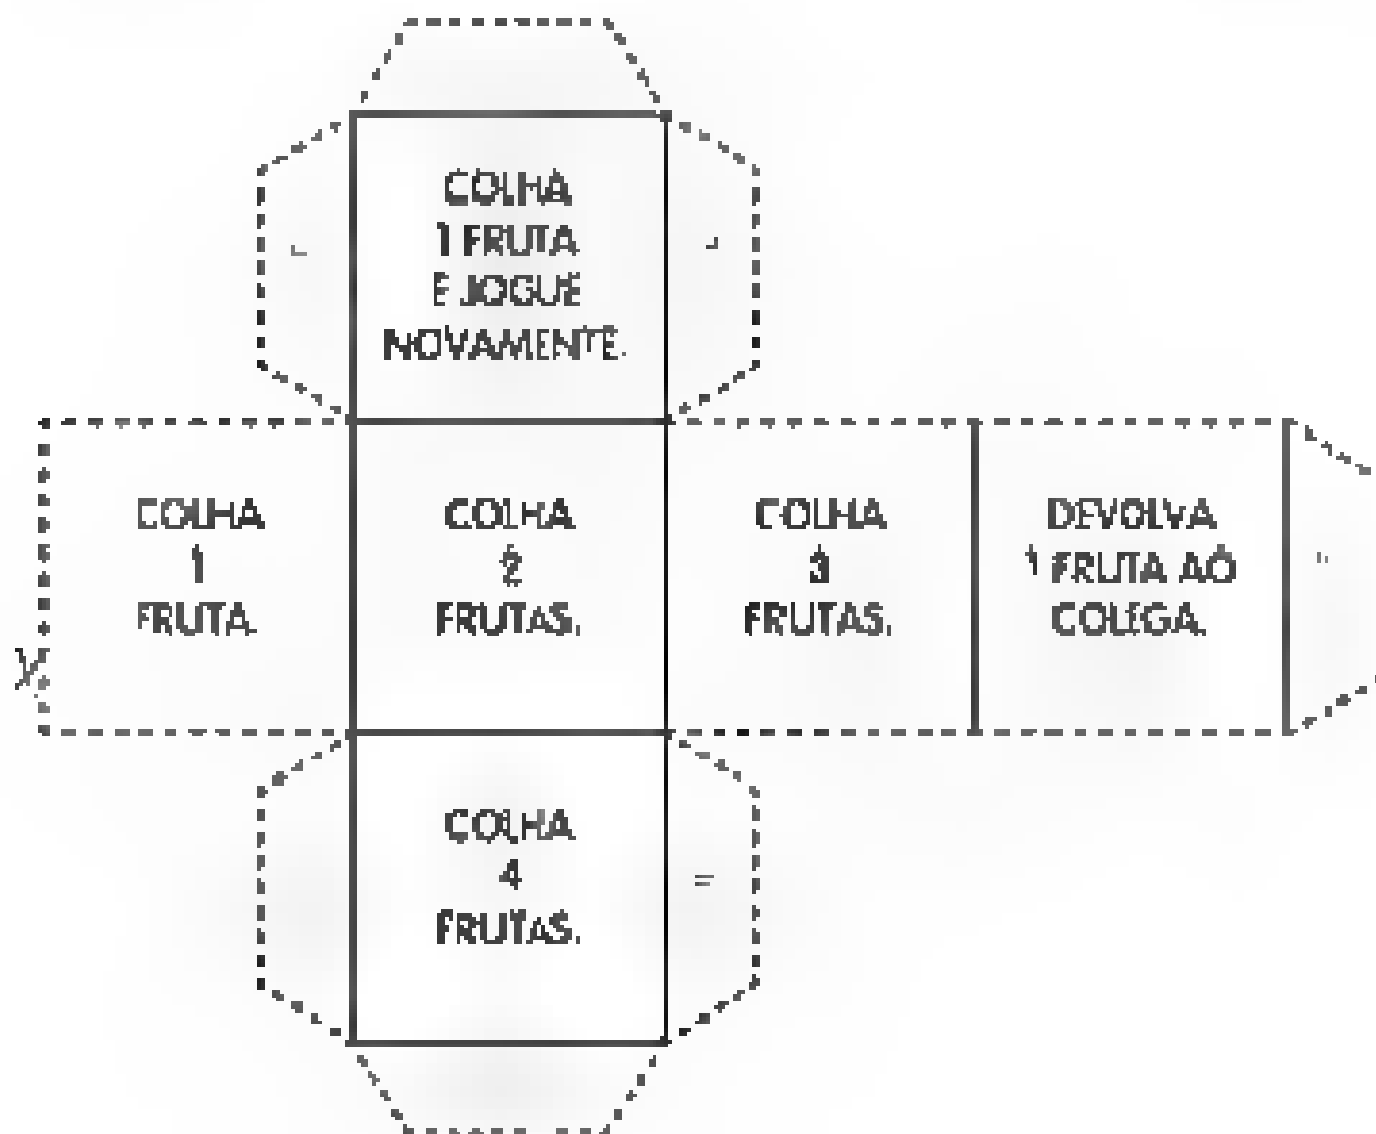 COLHA
1 FRUTA
E JOGUE
NOVAMENTE.
COLHA
1
FRUTA.
COLHA
2
FRUTAS.
COLHA
3
FRUTAS.
DEVOLVA
1 FRUTA AO
COLEGA.
COLHA
4
FRUTAS.